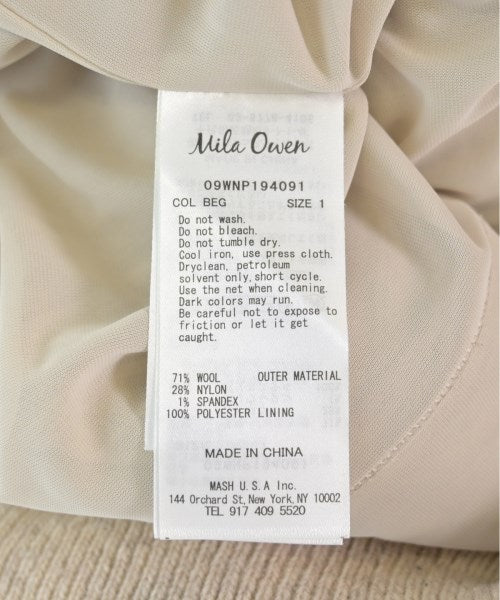 Mila Owen
09WNP194091
COL BEG SIZE 1
Do not wash.
Do not bleach.
Do not tumble dry.
Cool iron, use press cloth.
Dryclean, petroleum
solvent only, short cycle.
Use the net when cleaning.
Dark colors may run.
Be careful not to expose to
friction or let it get
caught.
71% WOOL OUTER MATERIAL
28% NYLON
1% SPANDEX
100% POLYESTER LINING
MADE IN CHINA
MASH U.S.A Inc.
144 Orchard St, New York. NY. 10002
TEL 917 409 5520